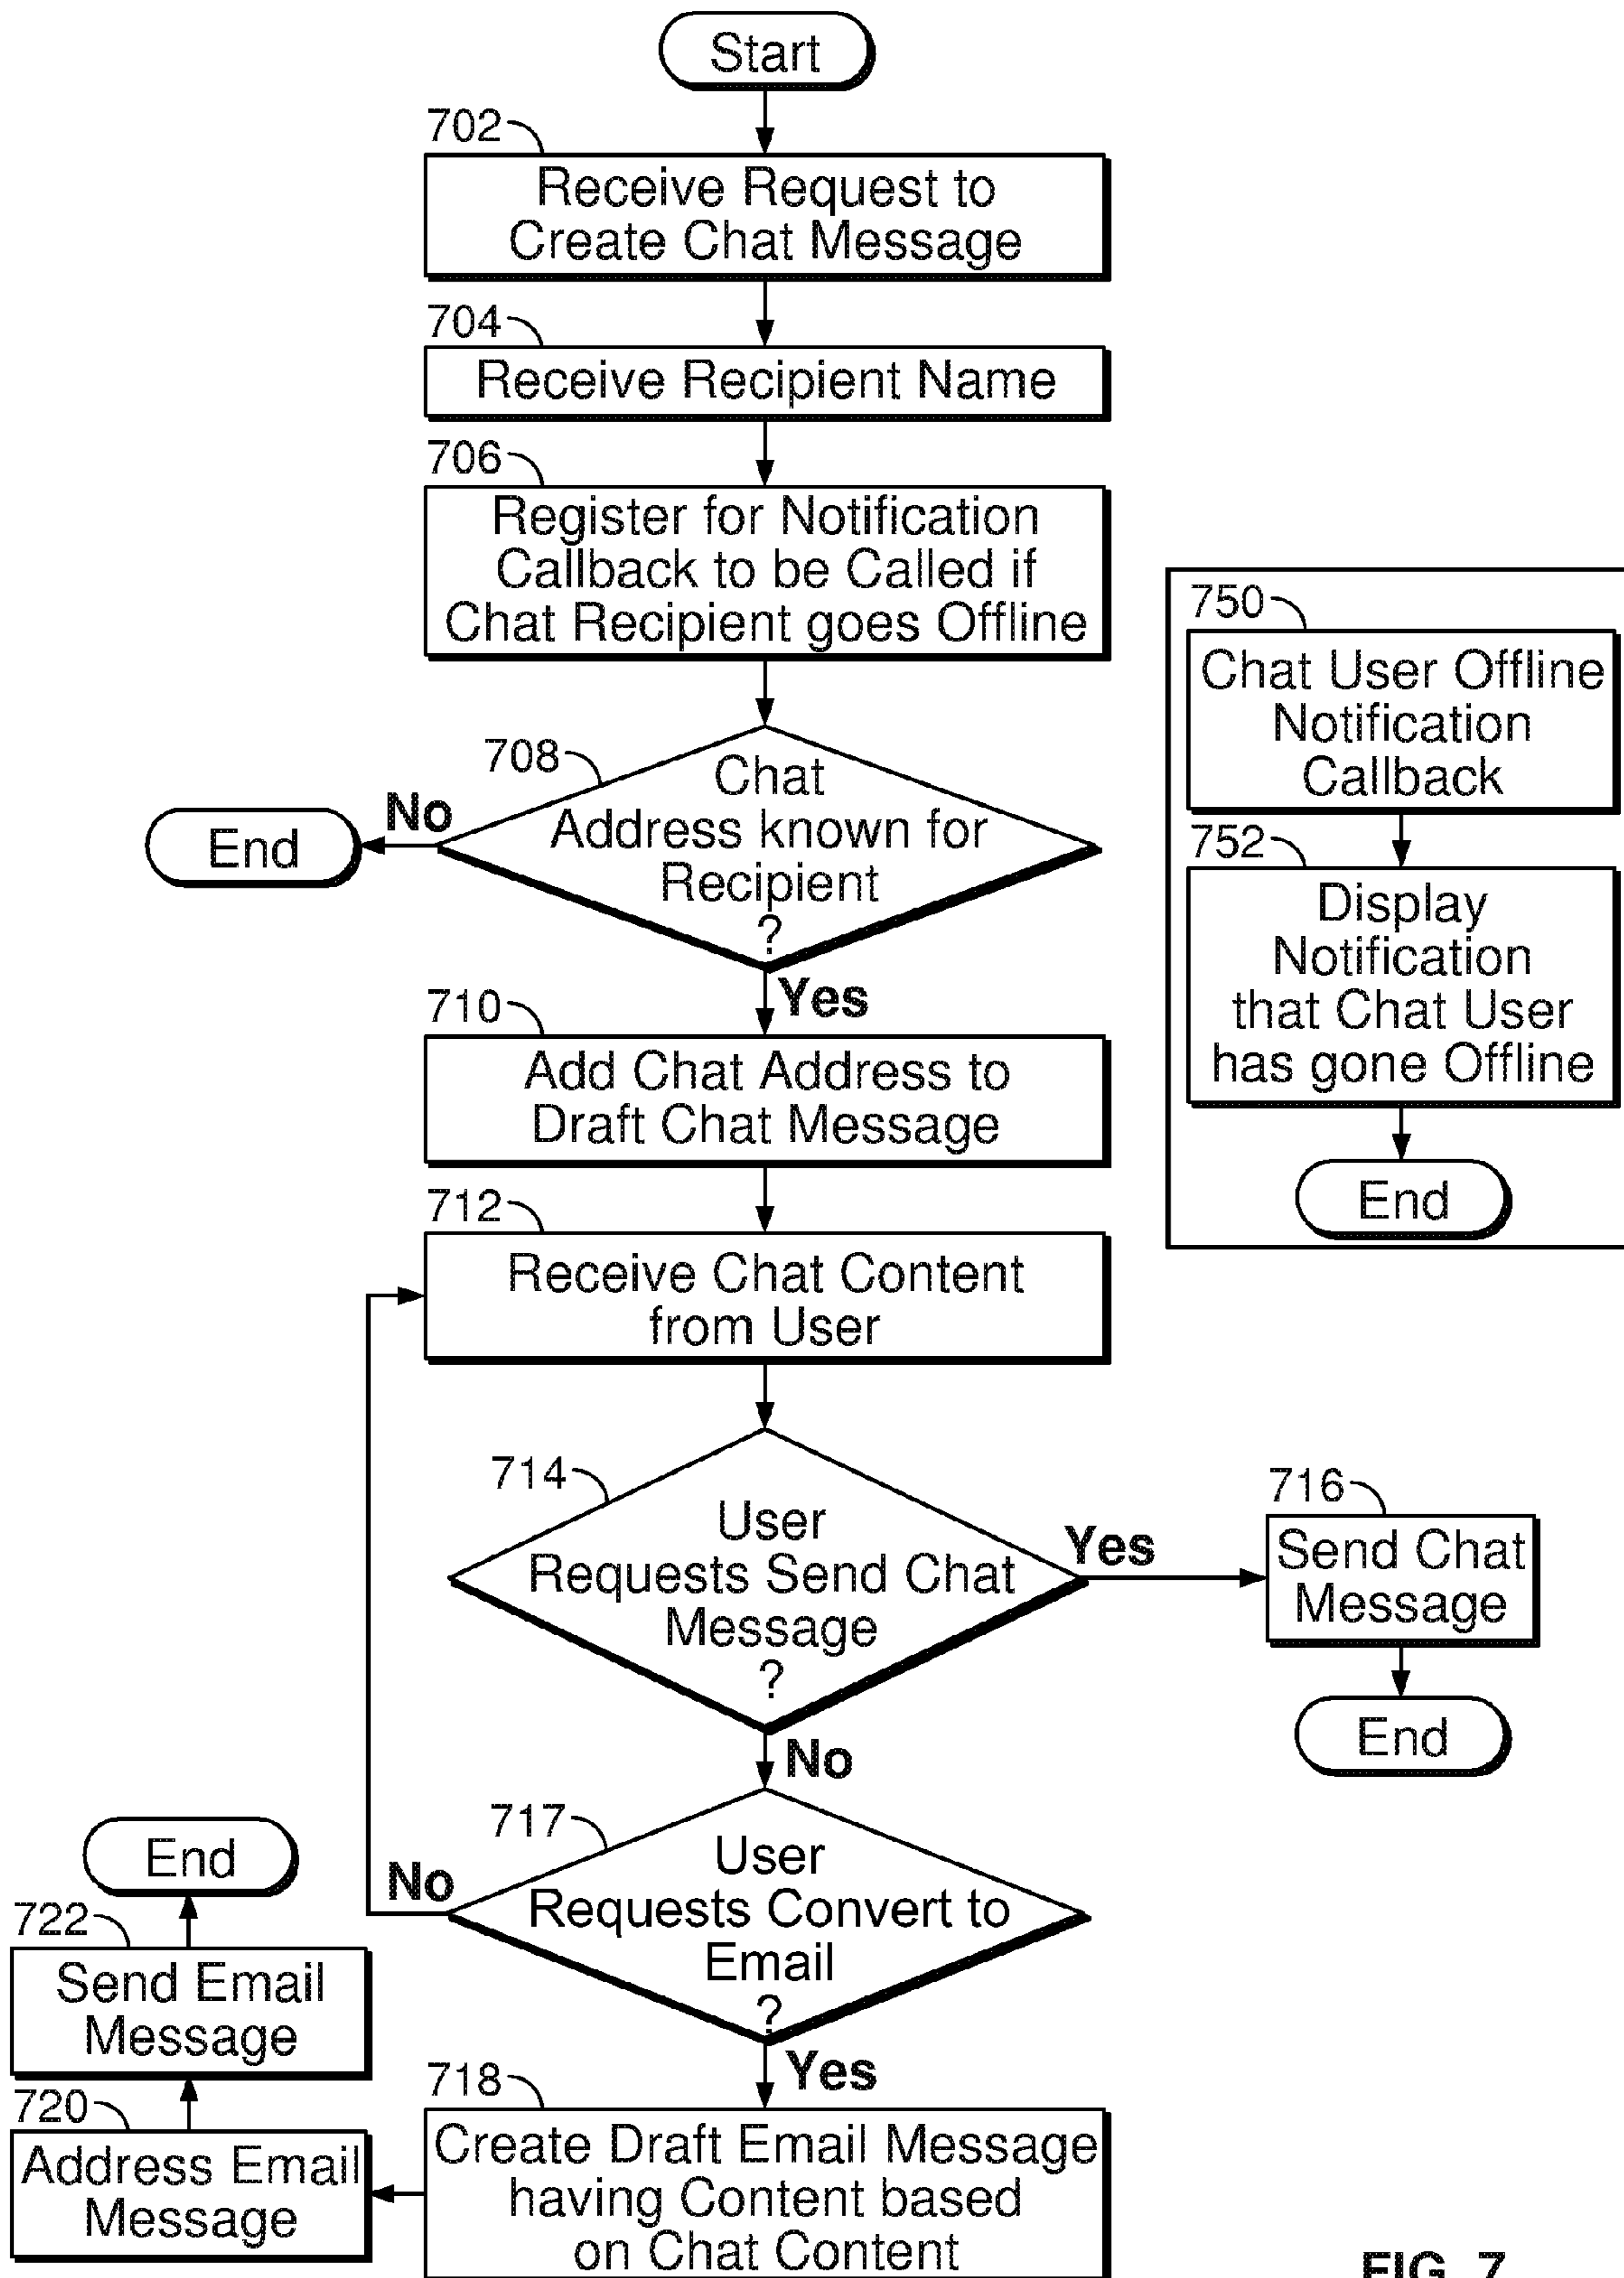 Start
702
Receive Request to
Create Chat Message
704
Receive Recipient Name
706
Register for Notification
Callback to be Called if
Chat Recipient goes Offline
708
Chat
Address known for
Recipient
?
No
End
Yes
710
Add Chat Address to
Draft Chat Message
712
Receive Chat Content
from User
714
User
Requests Send Chat
Message
?
Yes
716
Send Chat
Message
End
No
717
User
Requests Convert to
Email
?
No
Yes
718
Create Draft Email Message
having Content based
on Chat Content
720
Address Email
Message
722
Send Email
Message
End
750
Chat User Offline
Notification
Callback
752
Display
Notification
that Chat User
has gone Offline
End
FIG. 7